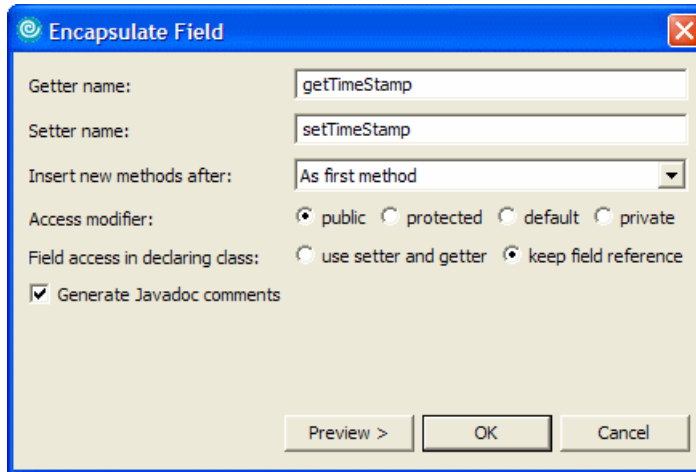 Encapsulate Field
Getter name: getTimeStamp
Setter name: setTimeStamp
Insert new methods after: As first method
Access modifier: public protected default private
Field access in declaring class: use setter and getter keep field reference
Generate Javadoc comments
Preview > OK Cancel